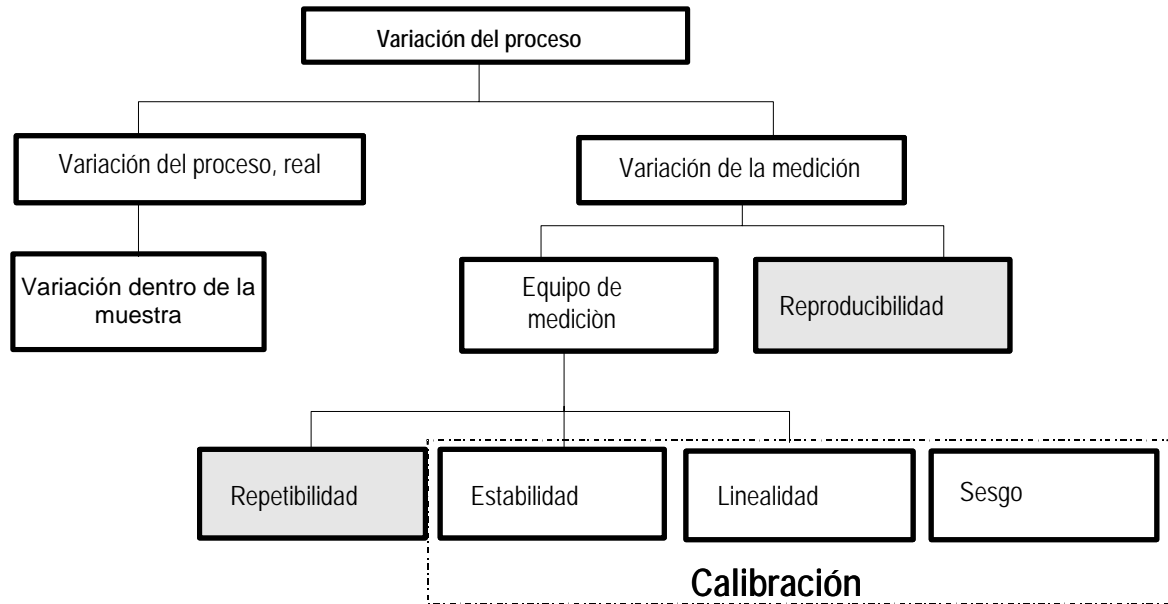 Variación del proceso
Variación del proceso, real
Variación de la medición
Variación dentro de la
muestra
Equipo de
mediciòn
Reproducibilidad
Repetibilidad
Estabilidad
Linealidad
Sesgo
Calibración